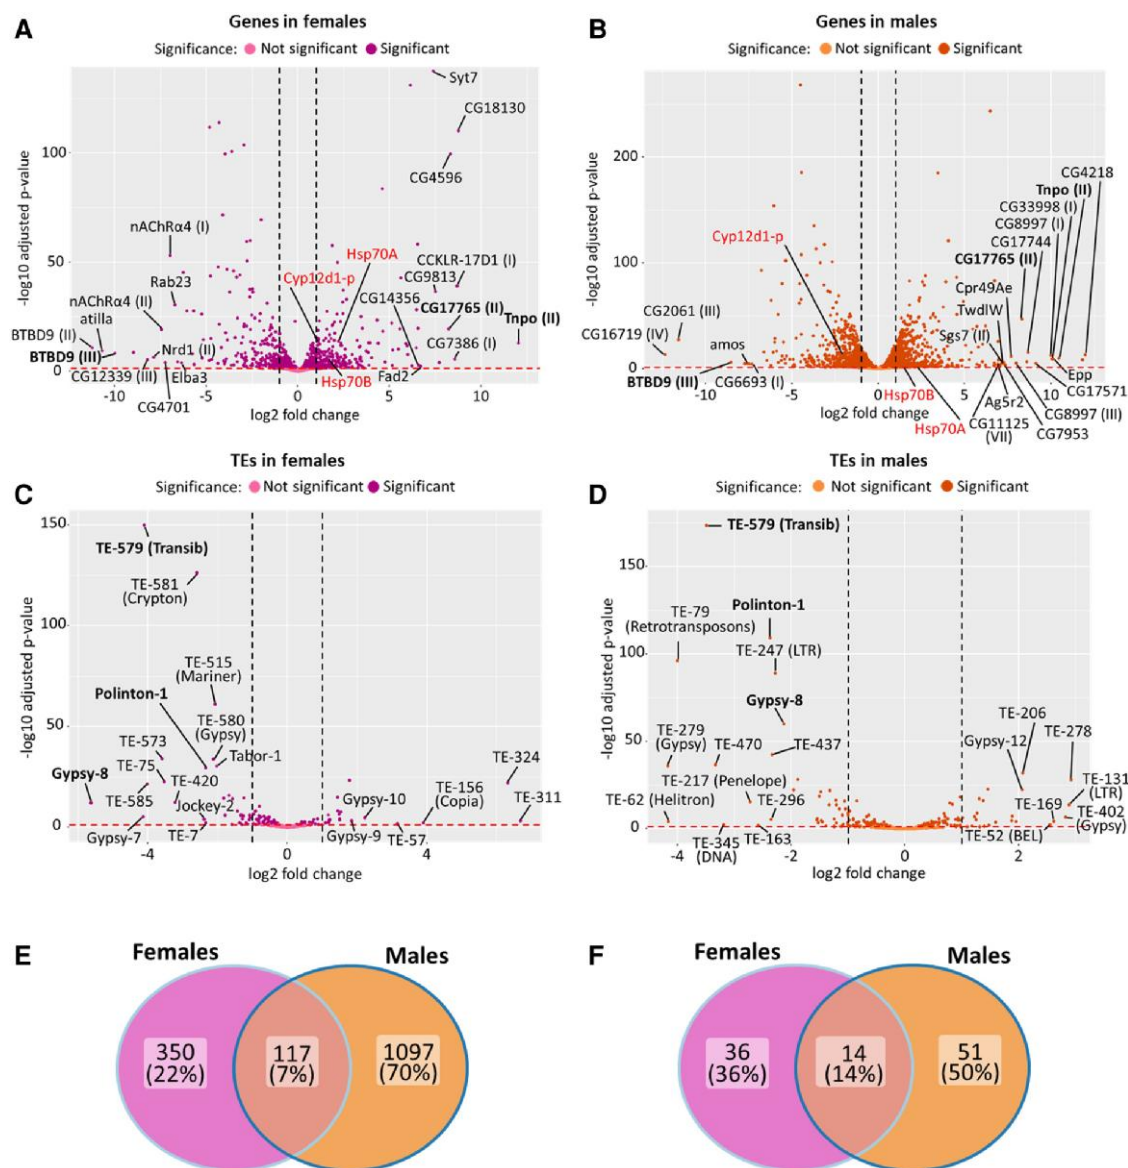 A
Genes in females
Significance: Not significant Significant
-log10 adjusted p-value
100
50
0
1
-10
-5
0
5
10
log2 fold change
Syt7
CG18130
CG4596
nAChRα4 (I)
Hsp70A
CCKLR-17D1 (I)
Cyp12d1-p
CG9813
Rab23
CG14356
nAChRα4 (II)
CG17765 (II)
atilla
Tnpo (II)
BTBD9 (II)
Nrd1 (II)
CG7386 (I)
BTBD9 (III)
CG12339 (III)
Elba3
Hsp70B
Fad2
CG4701
B
Genes in males
Significance: Not significant Significant
-log10 adjusted p-value
200
100
0
1
-10
-5
0
5
10
log2 fold change
CG4218
Tnpo (II)
CG33998 (I)
CG8997 (I)
Cyp12d1-p
CG17744
CG17765 (II)
Cpr49Ae
CG2061 (III)
TwdlW
CG16719 (IV)
amos
Sgs7 (II)
BTBD9 (III)
CG6693 (I)
Epp
Hsp70B
CG17571
Ag5r2
Hsp70A
CG8997 (III)
CG11125
(VII)
CG7953
C
TEs in females
Significance: Not significant Significant
-log10 adjusted p-value
150
100
50
0
1
-4
0
4
log2 fold change
TE-579 (Transib)
TE-581
(Crypton)
TE-515
(Mariner)
Polinton-1
TE-580
(Gypsy)
TE-573
Tabor-1
TE-75
TE-324
Gypsy-8
TE-420
TE-156
(Copia)
TE-585
Jockey-2
Gypsy-10
TE-311
Gypsy-7
TE-7
Gypsy-9
TE-57
D
TEs in males
Significance: Not significant Significant
-log10 adjusted p-value
150
100
50
0
1
-4
-2
0
2
log2 fold change
TE-579 (Transib)
TE-79
(Retrotransposons)
Polinton-1
TE-247 (LTR)
Gypsy-8
TE-206
TE-279
(Gypsy)
TE-470
TE-437
Gypsy-12
TE-278
TE-217 (Penelope)
TE-131
(LTR)
TE-62 (Helitron)
TE-296
TE-169
TE-402
(Gypsy)
TE-345
(DNA)
TE-163
TE-52 (BEL)
E
Females
Males
350
(22%)
117
(7%)
1097
(70%)
F
Females
Males
36
(36%)
14
(14%)
51
(50%)